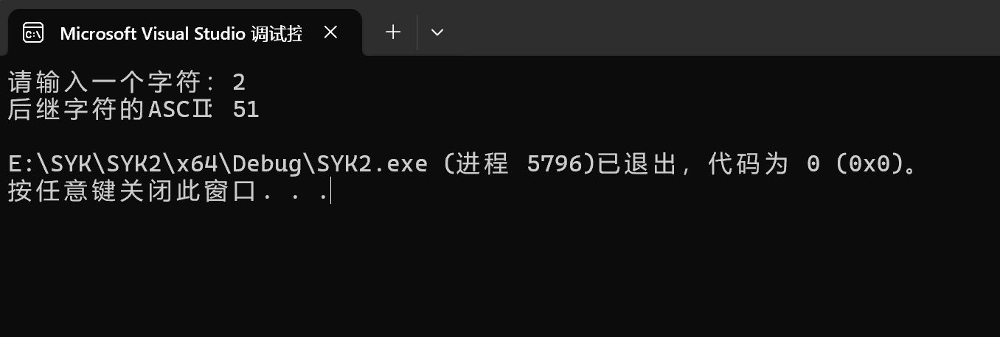 Microsoft Visual Studio 调试控
请输入一个字符：2
后继字符的ASCⅡ: 51
E:\SYK\SYK2\x64\Debug\SYK2.exe (进程 5796)已退出，代码为 0 (0x0)。
按任意键关闭此窗口. . .